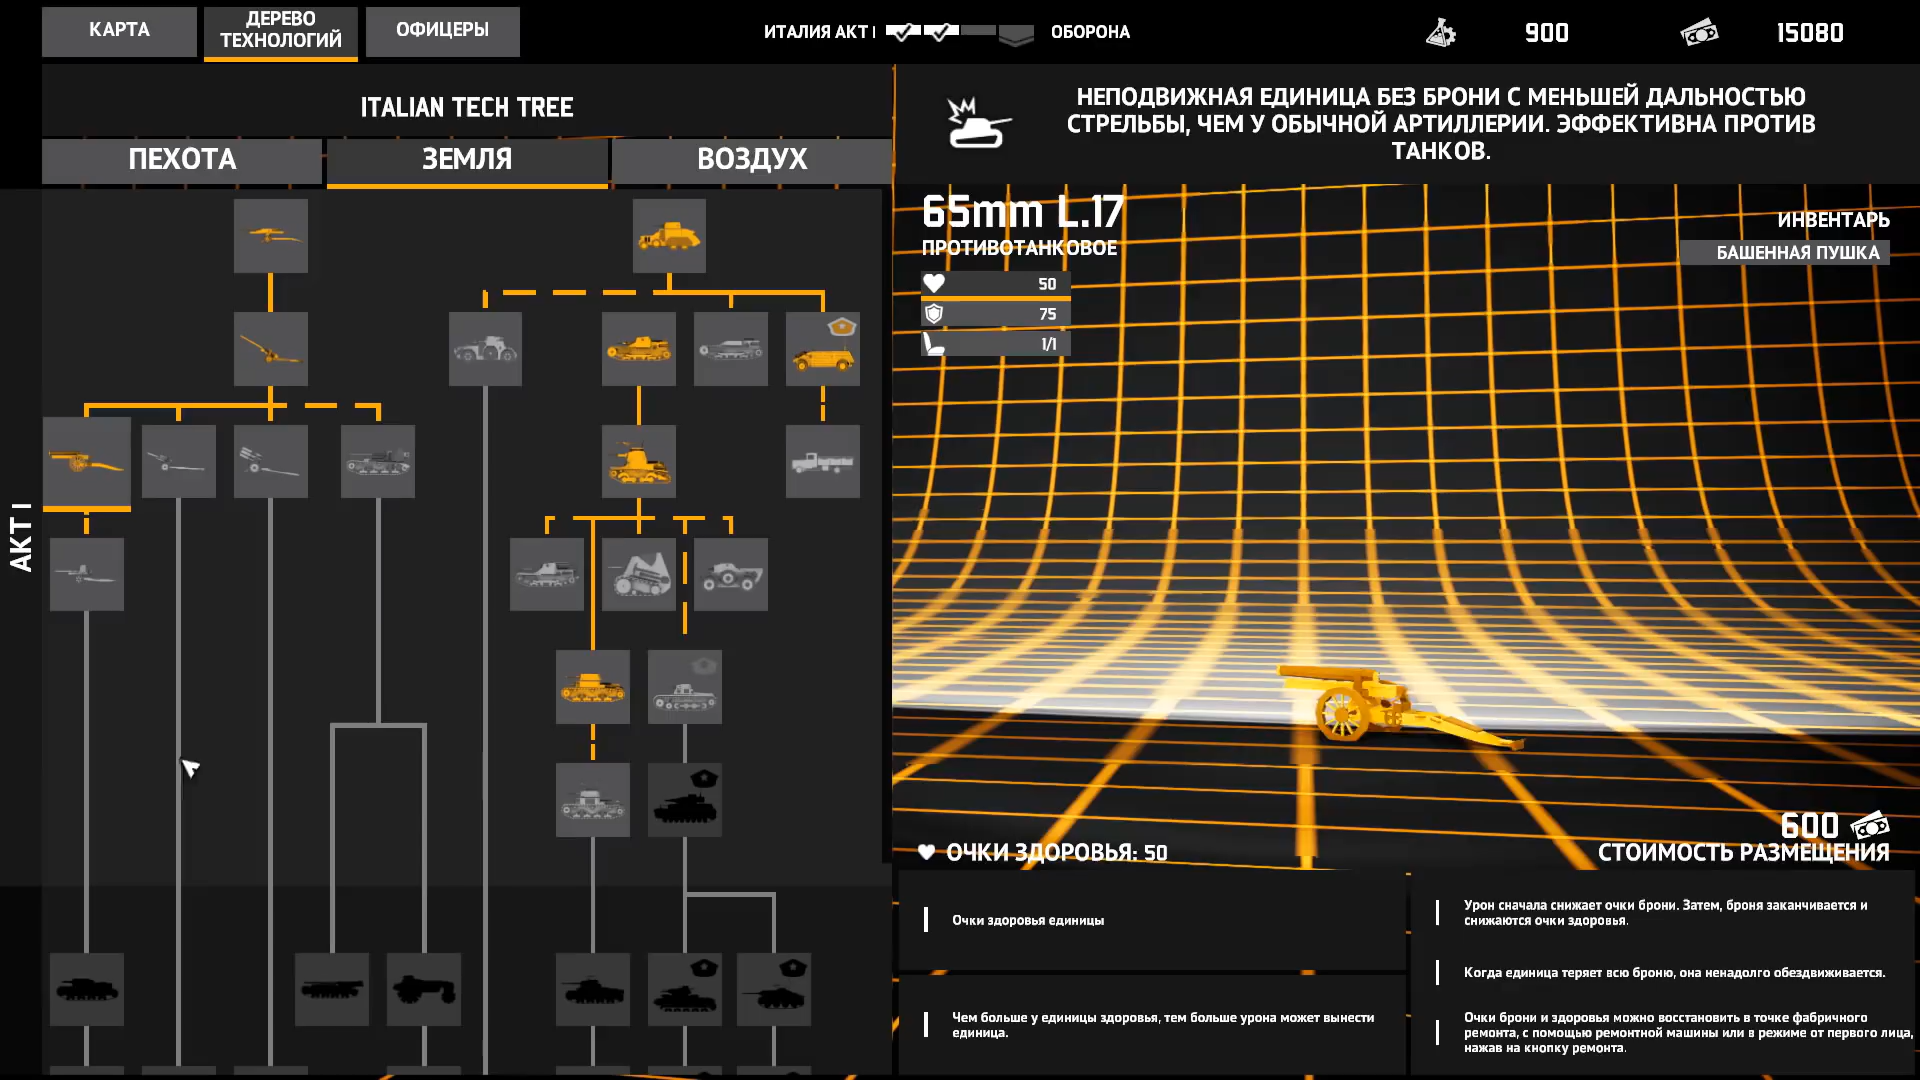 КАРТА
ДЕРЕВО
ТЕХНОЛОГИЙ
ОФИЦЕРЫ
ИТАЛИЯ АКТ I
ОБОРОНА
900
15080
ITALIAN TECH TREE
ПЕХОТА
ЗЕМЛЯ
ВОЗДУХ
АКТ I
НЕПОДВИЖНАЯ ЕДИНИЦА БЕЗ БРОНИ С МЕНЬШЕЙ ДАЛЬНОСТЬЮ
СТРЕЛЬБЫ, ЧЕМ У ОБЫЧНОЙ АРТИЛЛЕРИИ. ЭФФЕКТИВНА ПРОТИВ
ТАНКОВ.
65mm L.17
ПРОТИВОТАНКОВОЕ
50
75
1/1
ИНВЕНТАРЬ
БАШЕННАЯ ПУШКА
600
СТОИМОСТЬ РАЗМЕЩЕНИЯ
ОЧКИ ЗДОРОВЬЯ: 50
Очки здоровья единицы
Чем больше у единицы здоровья, тем больше урона может вынести
единица.
Урон сначала снижает очки брони. Затем, броня заканчивается и
снижаются очки здоровья.
Когда единица теряет всю броню, она ненадолго обездвиживается.
Очки брони и здоровья можно восстановить в точке фабричного
ремонта, с помощью ремонтной машины или в режиме от первого лица,
нажав на кнопку ремонта.